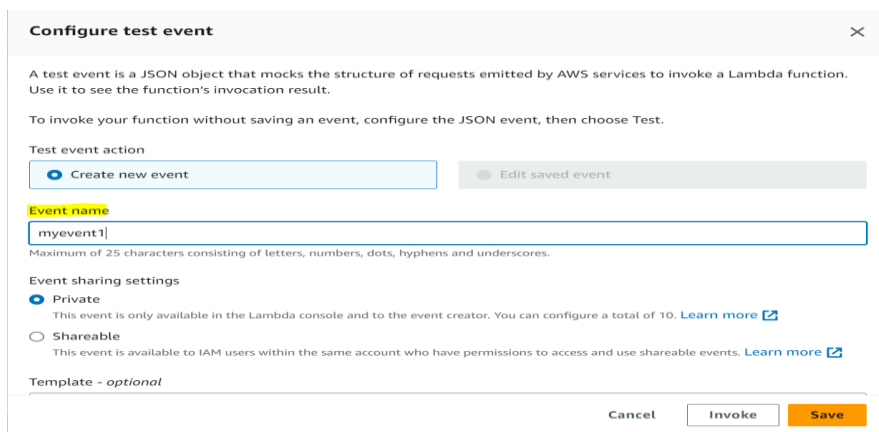 Configure test event
A test event is a JSON object that mocks the structure of requests emitted by AWS services to invoke a Lambda function.
Use it to see the function's invocation result.
To invoke your function without saving an event, configure the JSON event, then choose Test.
Test event action
Create new event
Edit saved event
Event name
myevent1
Maximum of 25 characters consisting of letters, numbers, dots, hyphens and underscores.
Event sharing settings
Private
This event is only available in the Lambda console and to the event creator. You can configure a total of 10. Learn more
Shareable
This event is available to IAM users within the same account who have permissions to access and use shareable events. Learn more
Template - optional
Cancel
Invoke
Save